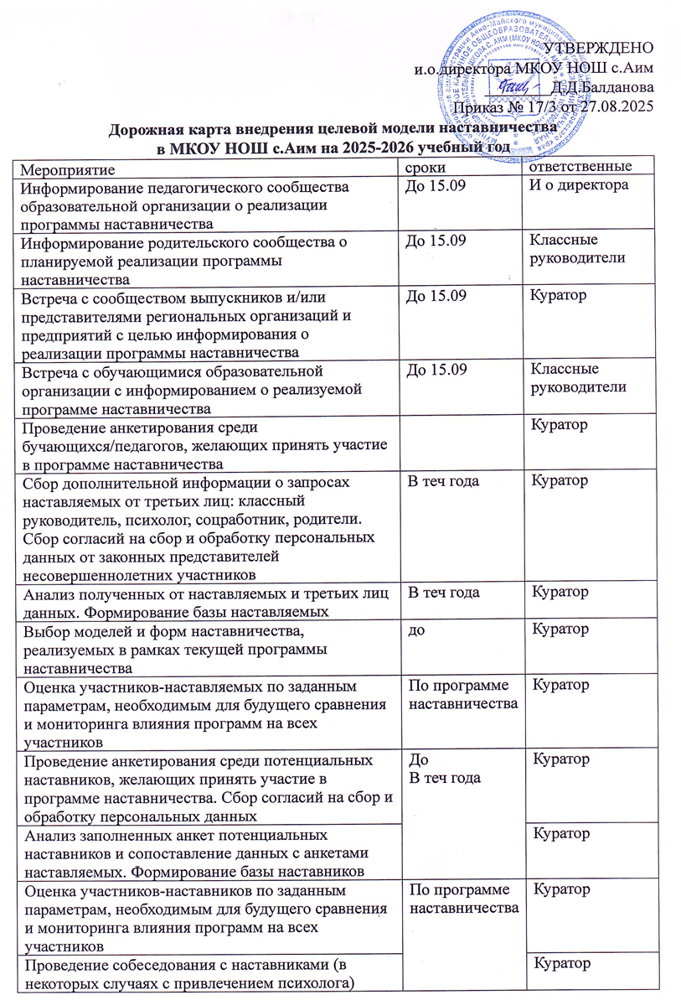 УТВЕРЖДЕНО
и.о.директора МКОУ НОШ с.Аим
Д.Д.Балданова
Приказ № 17/3 от 27.08.2025
Дорожная карта внедрения целевой модели наставничества
в МКОУ НОШ с.Аим на 2025-2026 учебный год
Мероприятие сроки ответственные
Информирование педагогического сообщества До 15.09 И о директора
образовательной организации о реализации
программы наставничества
Информирование родительского сообщества о До 15.09 Классные
планируемой реализации программы руководители
наставничества
Встреча с сообществом выпускников и/или До 15.09 Куратор
представителями региональных организаций и
предприятий с целью информирования о
реализации программы наставничества
Встреча с обучающимися образовательной До 15.09 Классные
организации с информированием о реализуемой руководители
программе наставничества
Проведение анкетирования среди Куратор
бучающихся/педагогов, желающих принять участие
в программе наставничества
Сбор дополнительной информации о запросах В теч года Куратор
наставляемых от третьих лиц: классный
руководитель, психолог, соцработник, родители.
Сбор согласий на сбор и обработку персональных
данных от законных представителей
несовершеннолетних участников
Анализ полученных от наставляемых и третьих лиц В теч года Куратор
данных. Формирование базы наставляемых
Выбор моделей и форм наставничества, до Куратор
реализуемых в рамках текущей программы
наставничества
Оценка участников-наставляемых по заданным По программе Куратор
параметрам, необходимым для будущего сравнения наставничества
и мониторинга влияния программ на всех
участников
Проведение анкетирования среди потенциальных До Куратор
наставников, желающих принять участие в В теч года
программе наставничества. Сбор согласий на сбор и
обработку персональных данных
Анализ заполненных анкет потенциальных Куратор
наставников и сопоставление данных с анкетами
наставляемых. Формирование базы наставников
Оценка участников-наставников по заданным По программе Куратор
параметрам, необходимым для будущего сравнения наставничества
и мониторинга влияния программ на всех
участников
Проведение собеседования с наставниками (в Куратор
некоторых случаях с привлечением психолога)